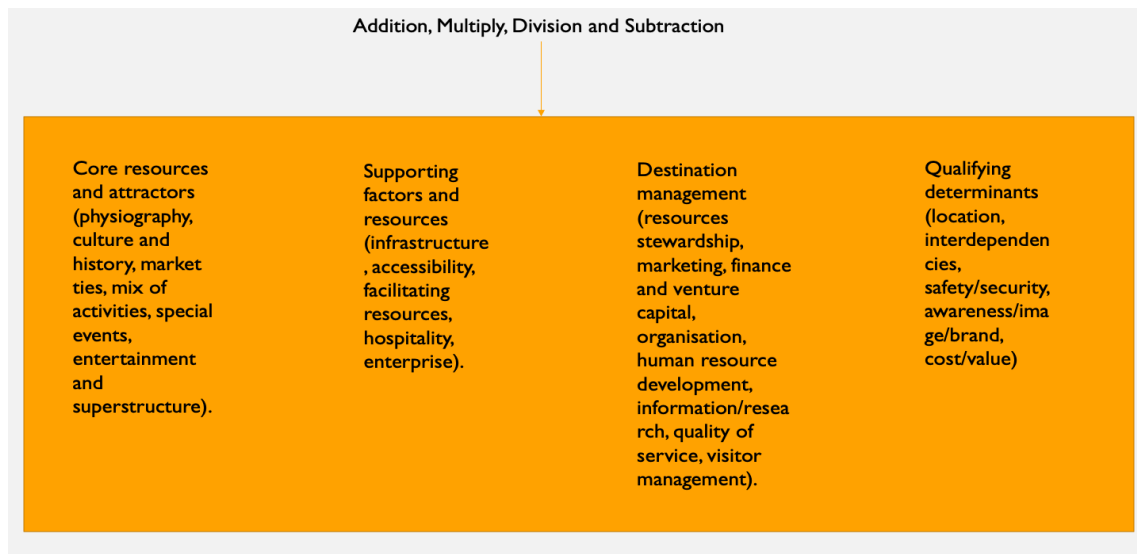 Addition, Multiply, Division and Subtraction
Core resources
and attractors
(physiography,
culture and
history, market
ties, mix of
activities, special
events,
entertainment
and
superstructure).
Supporting
factors and
resources
(infrastructure
, accessibility,
facilitating
resources,
hospitality,
enterprise).
Destination
management
(resources
stewardship,
marketing, finance
and venture
capital,
organisation,
human resource
development,
information/resea
rch, quality of
service, visitor
management).
Qualifying
determinants
(location,
interdependen
cies,
safety/security,
awareness/ima
ge/brand,
cost/value)